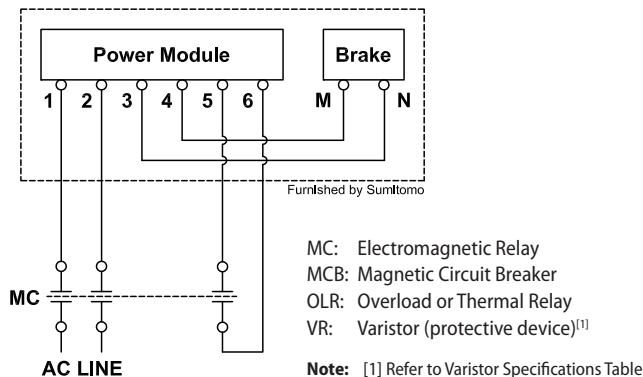 Power Module
Brake
1 2 3 4 5 6 M N
Furnished by Sumitomo
MC
AC LINE
MC: Electromagnetic Relay
MCB: Magnetic Circuit Breaker
OLR: Overload or Thermal Relay
VR: Varistor (protective device)[1]
Note: [1] Refer to Varistor Specifications Table